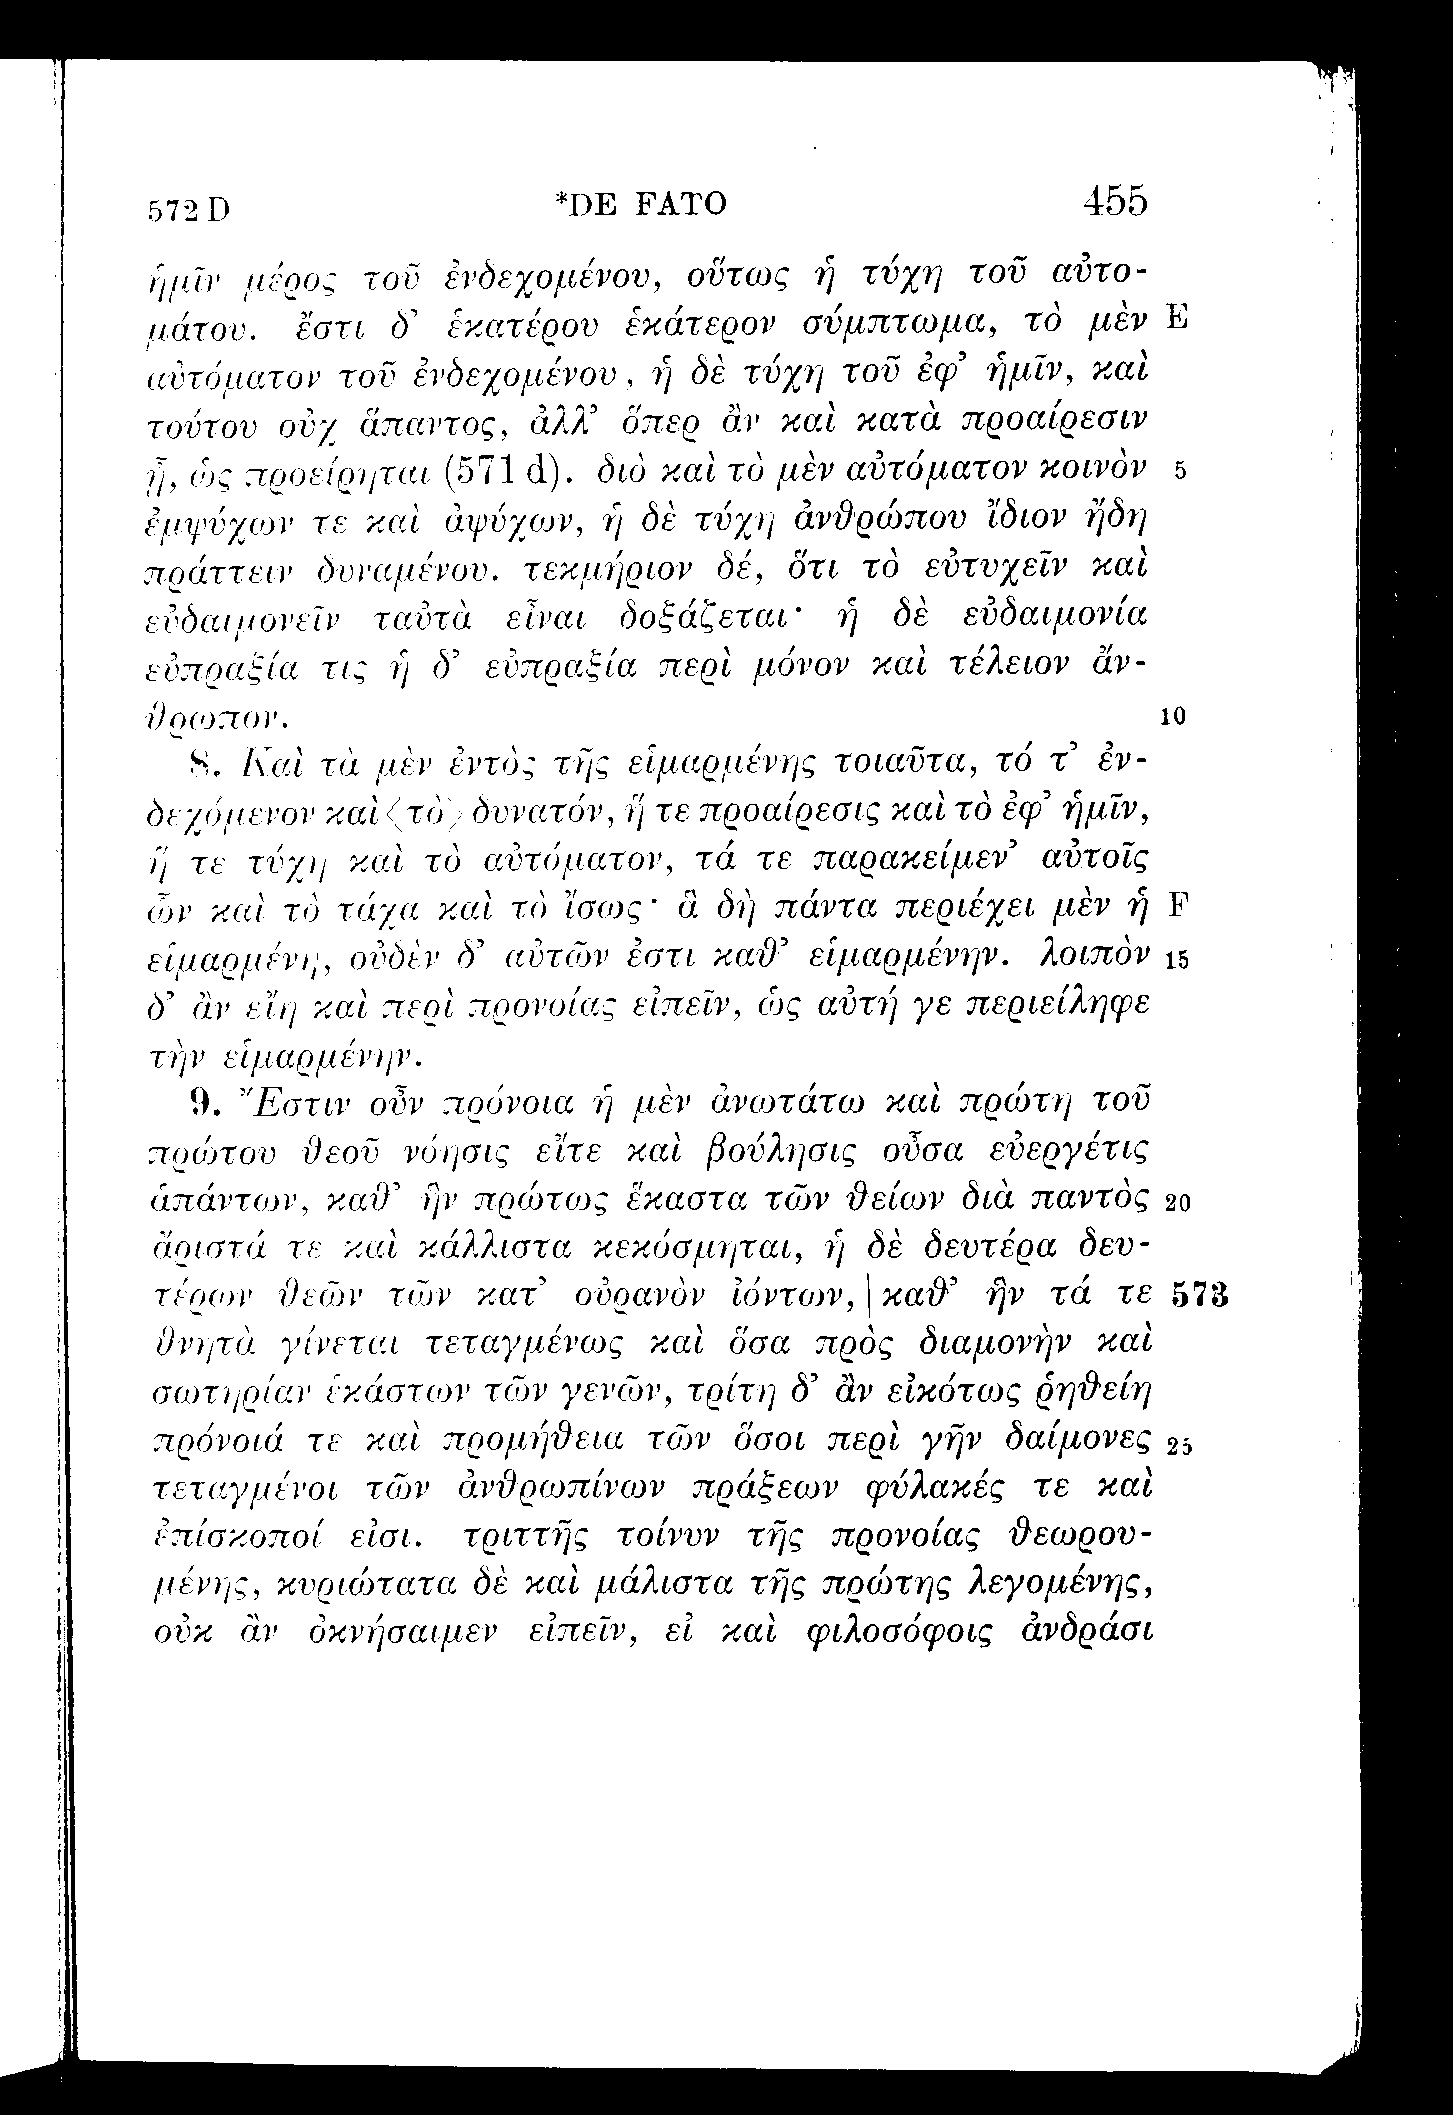 572 D *DE FATO 455
ἡμῖν μέρος τοῦ ἐνδεχομένου, οὕτως ἡ τύχη τοῦ αὐτο-
μάτου. ἔστι δ’ ἑκατέρου ἑκάτερον σύμπτωμα, τὸ μὲν E
αὐτόματον τοῦ ἐνδεχομένου, ἡ δὲ τύχη τοῦ ἐφ’ ἡμῖν, καὶ
τούτου οὐχ ἅπαντος, ἀλλ’ ὅπερ ἂν καὶ κατὰ προαίρεσιν
ᾖ, ὡς προείρηται (571 d). διὸ καὶ τὸ μὲν αὐτόματον κοινὸν 5
ἐμψύχων τε καὶ ἀψύχων, ἡ δὲ τύχη ἀνθρώπου ἴδιον ἤδη
πράττειν δυναμένου. τεκμήριον δέ, ὅτι τὸ εὐτυχεῖν καὶ
εὐδαιμονεῖν ταὐτὰ εἶναι δοξάζεται· ἡ δὲ εὐδαιμονία
εὐπραξία τις ἡ δ’ εὐπραξία περὶ μόνον καὶ τέλειον ἄν-
θρωπον. 10
8. Καὶ τὰ μὲν ἐντὸς τῆς εἱμαρμένης τοιαῦτα, τό τ’ ἐν-
δεχόμενον καὶ <τὸ> δυνατόν, ἥ τε προαίρεσις καὶ τὸ ἐφ’ ἡμῖν,
ἥ τε τύχη καὶ τὸ αὐτόματον, τά τε παρακείμεν’ αὐτοῖς
ὧν καὶ τὸ τάχα καὶ τὸ ἴσως· ἃ δὴ πάντα περιέχει μὲν ἡ F
εἱμαρμένη, οὐδὲν δ’ αὐτῶν ἐστι καθ’ εἱμαρμένην. λοιπὸν 15
δ’ ἂν εἴη καὶ περὶ προνοίας εἰπεῖν, ὡς αὐτή γε περιείληφε
τὴν εἱμαρμένην.
9. Ἔστιν οὖν πρόνοια ἡ μὲν ἀνωτάτω καὶ πρώτη τοῦ
πρώτου θεοῦ νόησις εἴτε καὶ βούλησις οὖσα εὐεργέτις
ἁπάντων, καθ’ ἣν πρώτως ἕκαστα τῶν θείων διὰ παντὸς 20
ἄριστά τε καὶ κάλλιστα κεκόσμηται, ἡ δὲ δευτέρα δευ-
τέρων θεῶν τῶν κατ’ οὐρανὸν ἰόντων, | καθ’ ἣν τά τε 573
θνητὰ γίνεται τεταγμένως καὶ ὅσα πρὸς διαμονὴν καὶ
σωτηρίαν ἑκάστων τῶν γενῶν, τρίτη δ’ ἂν εἰκότως ῥηθείη
πρόνοιά τε καὶ προμήθεια τῶν ὅσοι περὶ γῆν δαίμονες 25
τεταγμένοι τῶν ἀνθρωπίνων πράξεων φύλακές τε καὶ
ἐπίσκοποί εἰσι. τριττῆς τοίνυν τῆς προνοίας θεωρου-
μένης, κυριώτατα δὲ καὶ μάλιστα τῆς πρώτης λεγομένης,
οὐκ ἂν ὀκνήσαιμεν εἰπεῖν, εἰ καὶ φιλοσόφοις ἀνδράσι